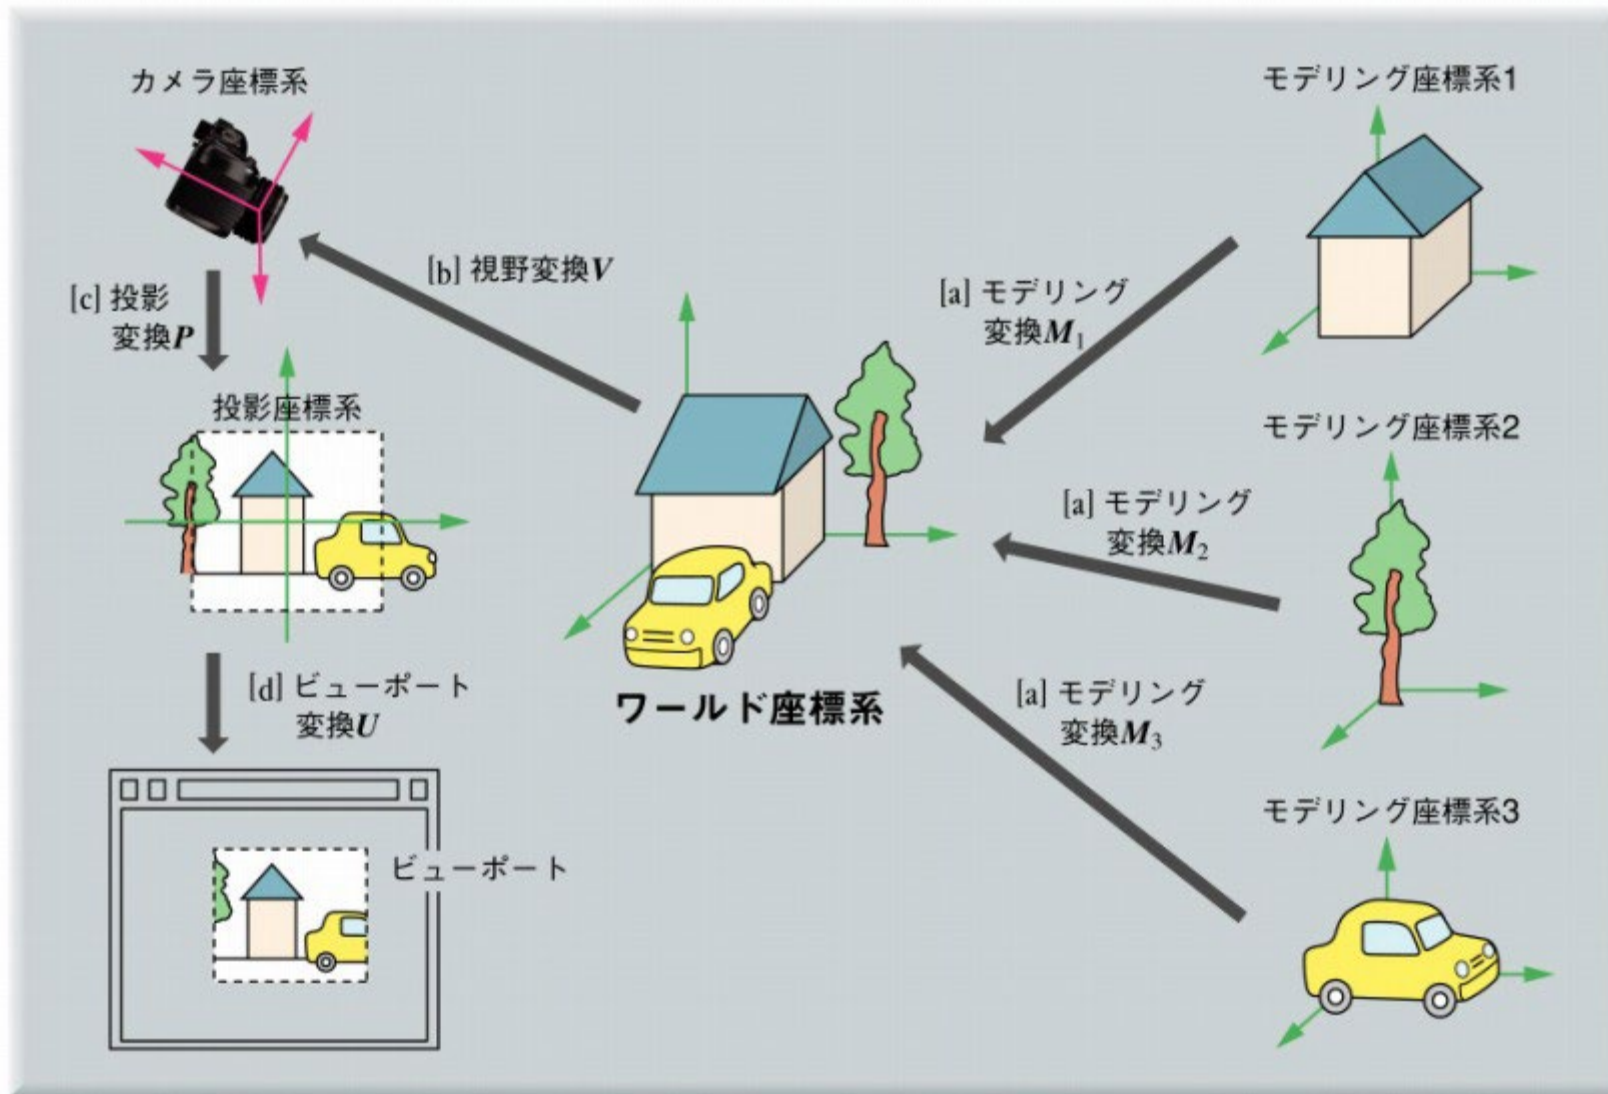 カメラ座標系
モデリング座標系1
[b] 視野変換V
[a] モデリング
変換M1
[c] 投影
変換P
投影座標系
モデリング座標系2
[a] モデリング
変換M2
[d] ビューポート
変換U
ワールド座標系
[a] モデリング
変換M3
モデリング座標系3
ビューポート